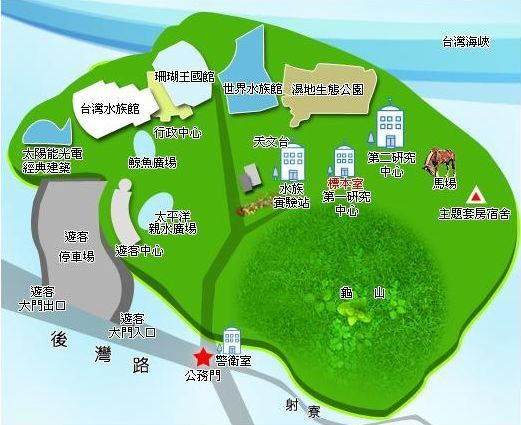 台灣海峽
珊瑚王國館
世界水族館
濕地生態公園
台灣水族館
行政中心
天文台
第二研究
中心
太陽能光電
經典建築
鯨魚廣場
水族
實驗站
標本室
第一研究
中心
馬場
主題套房宿舍
太平洋
親水廣場
遊客
停車場
遊客中心
龜山
遊客
大門出口
遊客
大門入口
後灣路
警衛室
公務門
射寮